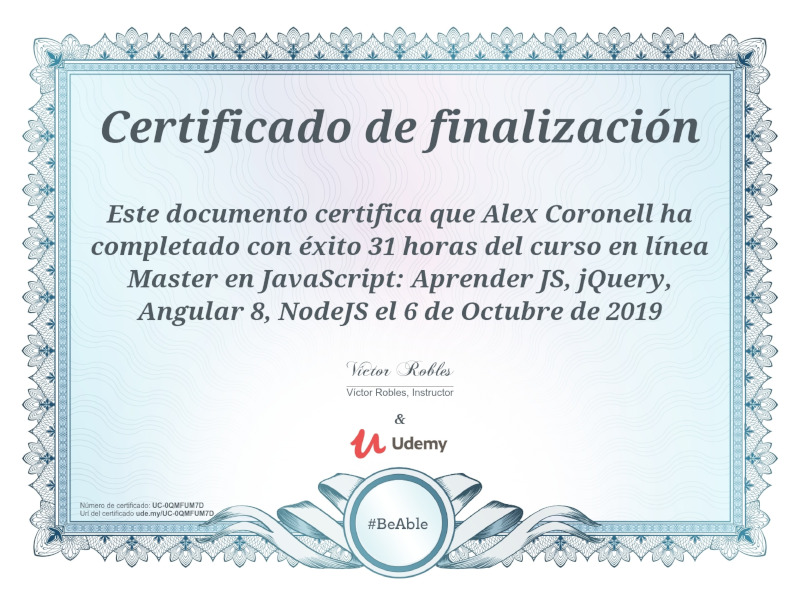 Certificado de finalización
Este documento certifica que Alex Coronell ha
completado con éxito 31 horas del curso en línea
Master en JavaScript: Aprender JS, jQuery,
Angular 8, NodeJS el 6 de Octubre de 2019
Víctor Robles
Víctor Robles, Instructor
&
Udemy
Número de certificado: UC-0QMFUM7D
Url del certificado ude.my/UC-0QMFUM7D
#BeAble